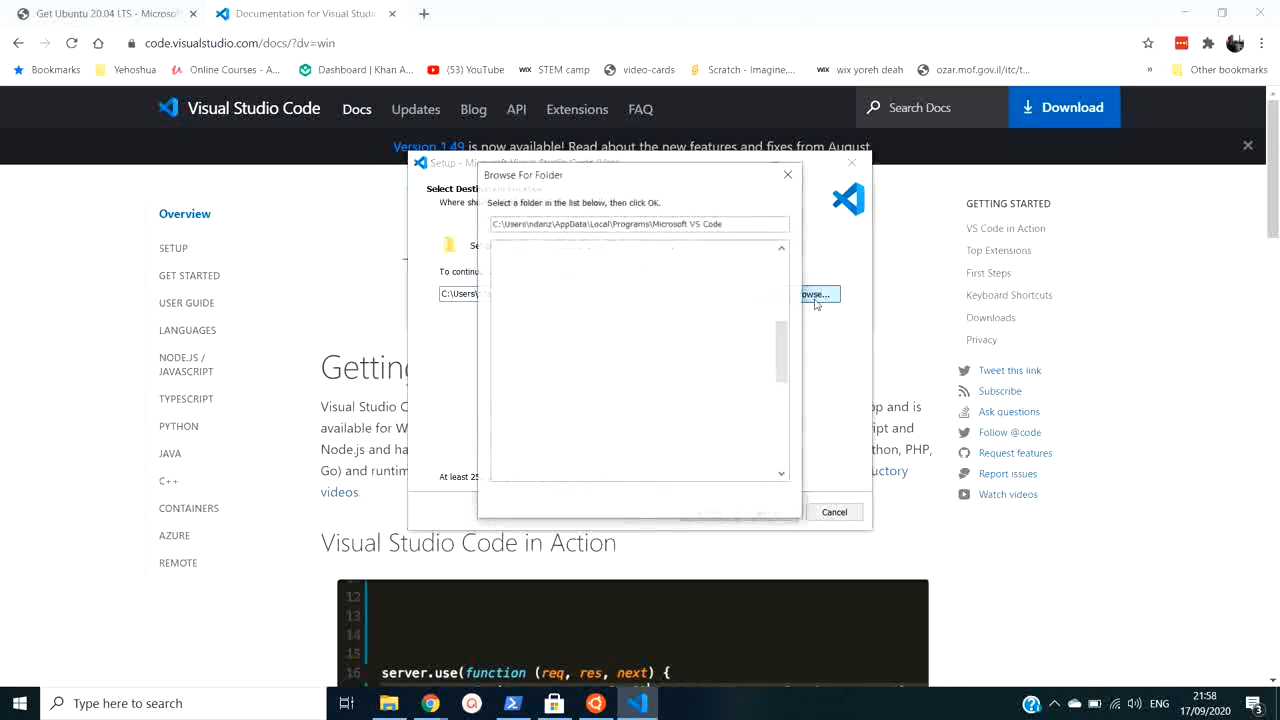 Get Ubuntu 20.04 LTS - Microsoft
Documentation for Visual Studi
code.visualstudio.com/docs/?dv=win
Bookmarks
Yehoshua
Online Courses - A...
Dashboard | Khan A...
(53) YouTube
WIX STEM camp
video-cards
Scratch - Imagine,...
WIX wix yoreh deah
ozar.mof.gov.il/itc/t...
»
Other bookmarks
Visual Studio Code
Docs
Updates
Blog
API
Extensions
FAQ
Search Docs
Download
Version 1.49 is now available! Read about the new features and fixes from August
Setup -
Browse For Folder
Select a folder in the list below, then click OK.
C:\Users\ndanz\AppData\Local\Programs\Microsoft VS Code
Select Desti
Where sho
To continu
C:\Users\
owse...
At least 25
Cancel
Overview
SETUP
GET STARTED
USER GUIDE
LANGUAGES
NODE.JS /
JAVASCRIPT
TYPESCRIPT
PYTHON
JAVA
C++
CONTAINERS
AZURE
REMOTE
Getting
Visual Studio C
pp and is
available for W
ript and
Node.js and ha
thon, PHP,
Go) and runtim
uctory
videos.
Visual Studio Code in Action
12
13
14
15
16 server.use(function (req, res, next) {
GETTING STARTED
VS Code in Action
Top Extensions
First Steps
Keyboard Shortcuts
Downloads
Privacy
Tweet this link
Subscribe
Ask questions
Follow @code
Request features
Report issues
Watch videos
Type here to search
ENG
21:58
17/09/2020
3